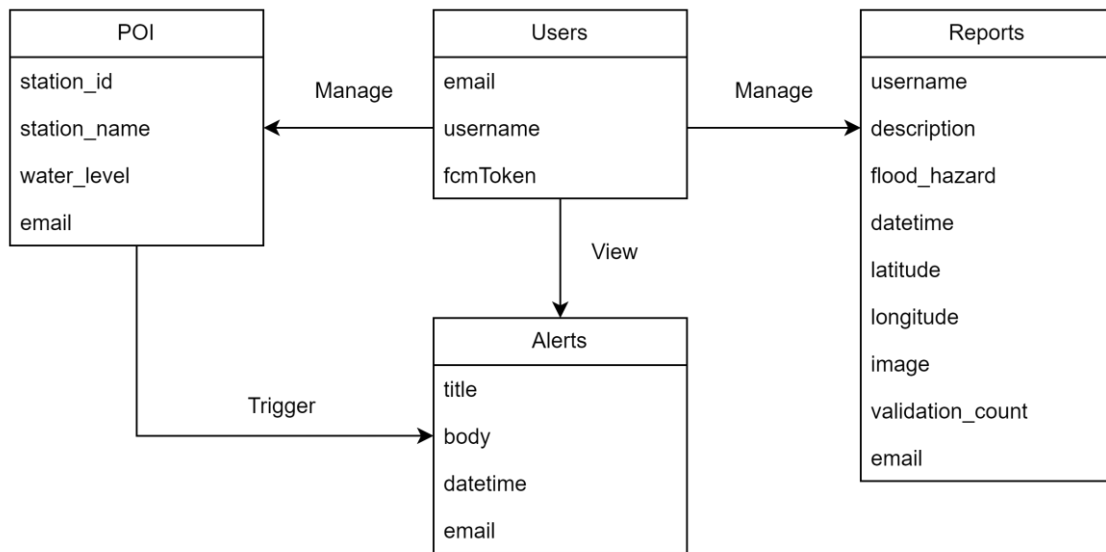 POI
station_id
station_name
water_level
email
Manage
Users
email
username
fcmToken
Manage
Reports
username
description
flood_hazard
datetime
latitude
longitude
image
validation_count
email
View
Trigger
Alerts
title
body
datetime
email